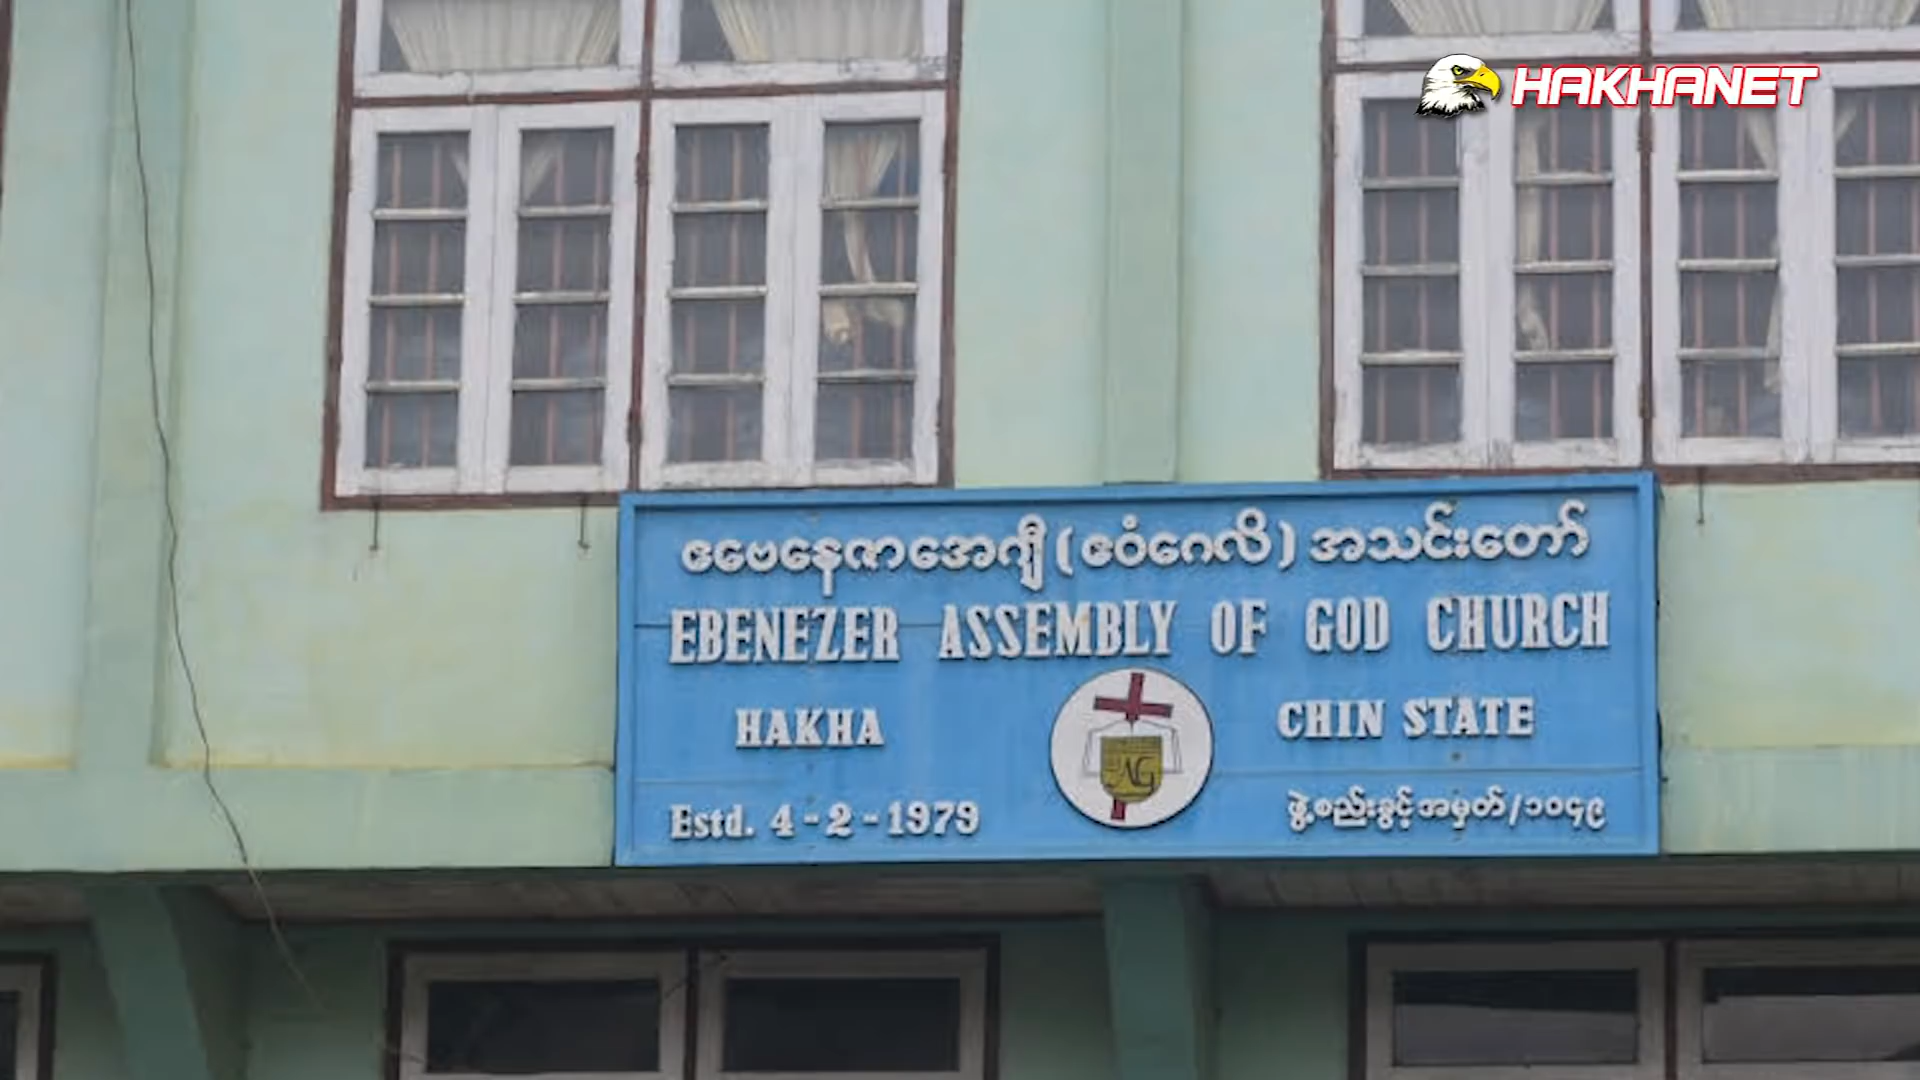 HAKHANET
ဧဗေနေဇာအေဂျီ (ဧဝံဂေလိ) အသင်းတော်
EBENEZER ASSEMBLY OF GOD CHURCH
HAKHA CHIN STATE
AG
Estd. 4-2-1979 ဖွဲ့စည်းခွင့်အမှတ်/၁၀၄၉